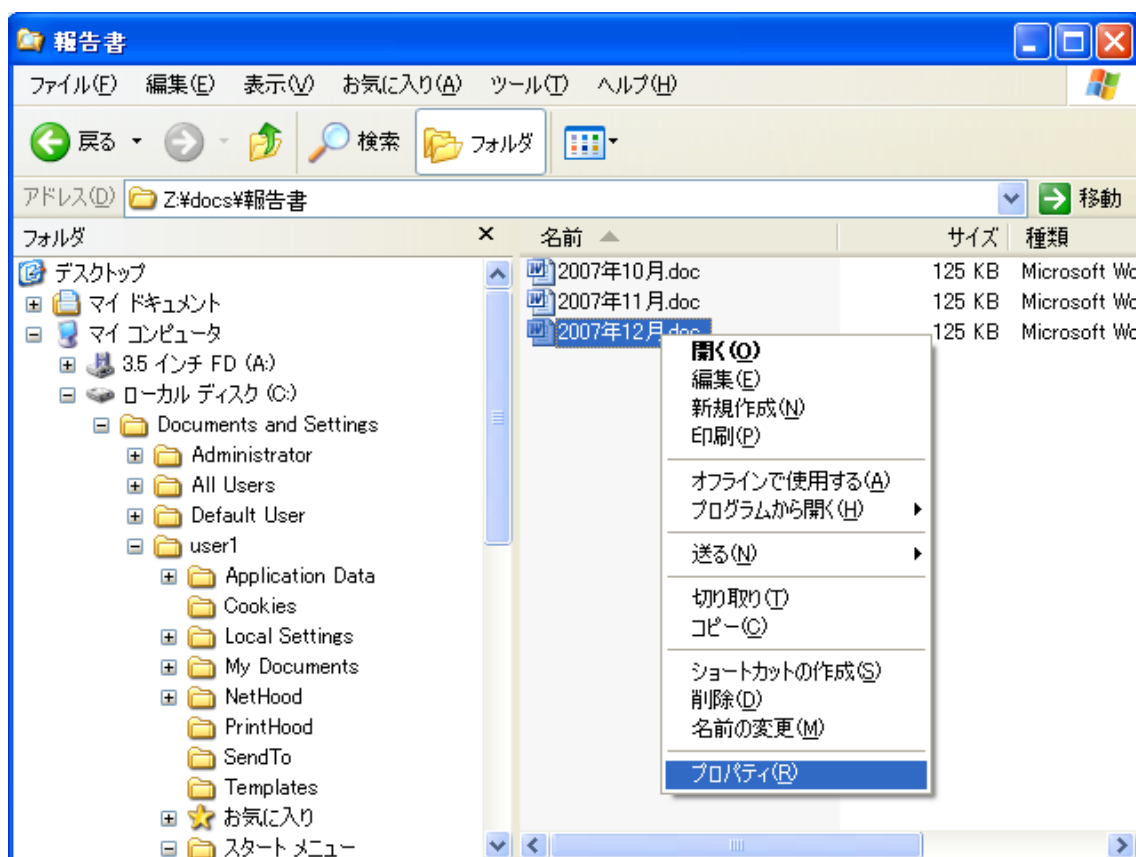 報告書
ファイル(F) 編集(E) 表示(V) お気に入り(A) ツール(T) ヘルプ(H)
戻る 検索 フォルダ
アドレス(D) Z:¥docs¥報告書 移動
フォルダ × 名前 サイズ 種類
デスクトップ
マイ ドキュメント
マイ コンピュータ
3.5 インチ FD (A:)
ローカル ディスク (C:)
Documents and Settings
Administrator
All Users
Default User
user1
Application Data
Cookies
Local Settings
My Documents
NetHood
PrintHood
SendTo
Templates
お気に入り
スタート メニュー
2007年10月.doc 125 KB Microsoft Wo
2007年11月.doc 125 KB Microsoft Wo
2007年12月.doc 125 KB Microsoft Wo
開く(O)
編集(E)
新規作成(N)
印刷(P)
オフラインで使用する(A)
プログラムから開く(H)
送る(N)
切り取り(T)
コピー(C)
ショートカットの作成(S)
削除(D)
名前の変更(M)
プロパティ(R)